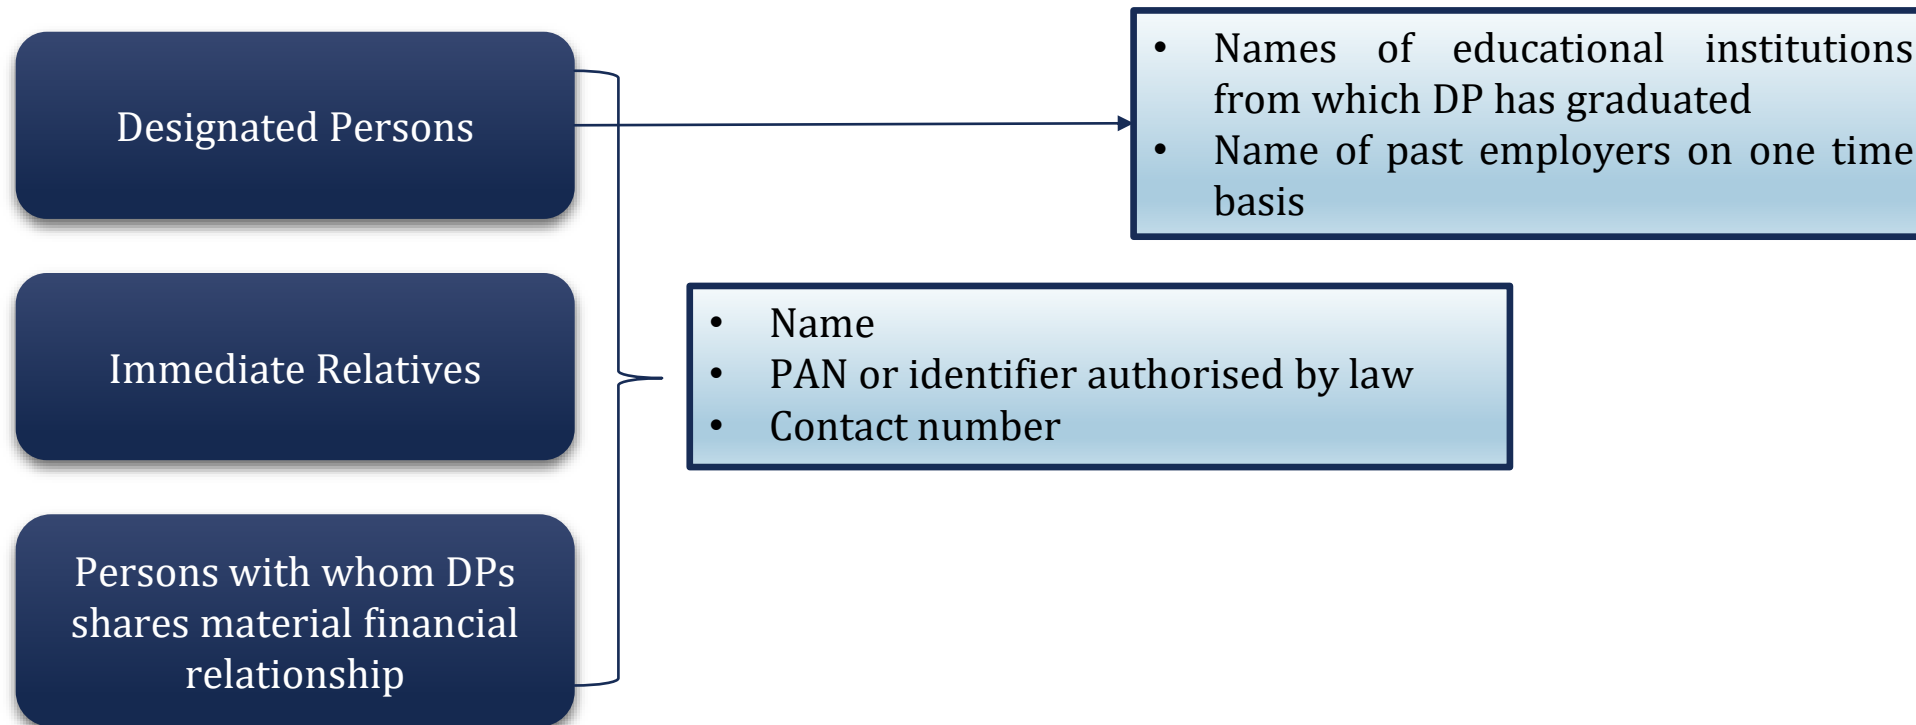 Designated Persons
• Names of educational institutions
from which DP has graduated
• Name of past employers on one time
basis
Immediate Relatives
• Name
• PAN or identifier authorised by law
• Contact number
Persons with whom DPs
shares material financial
relationship